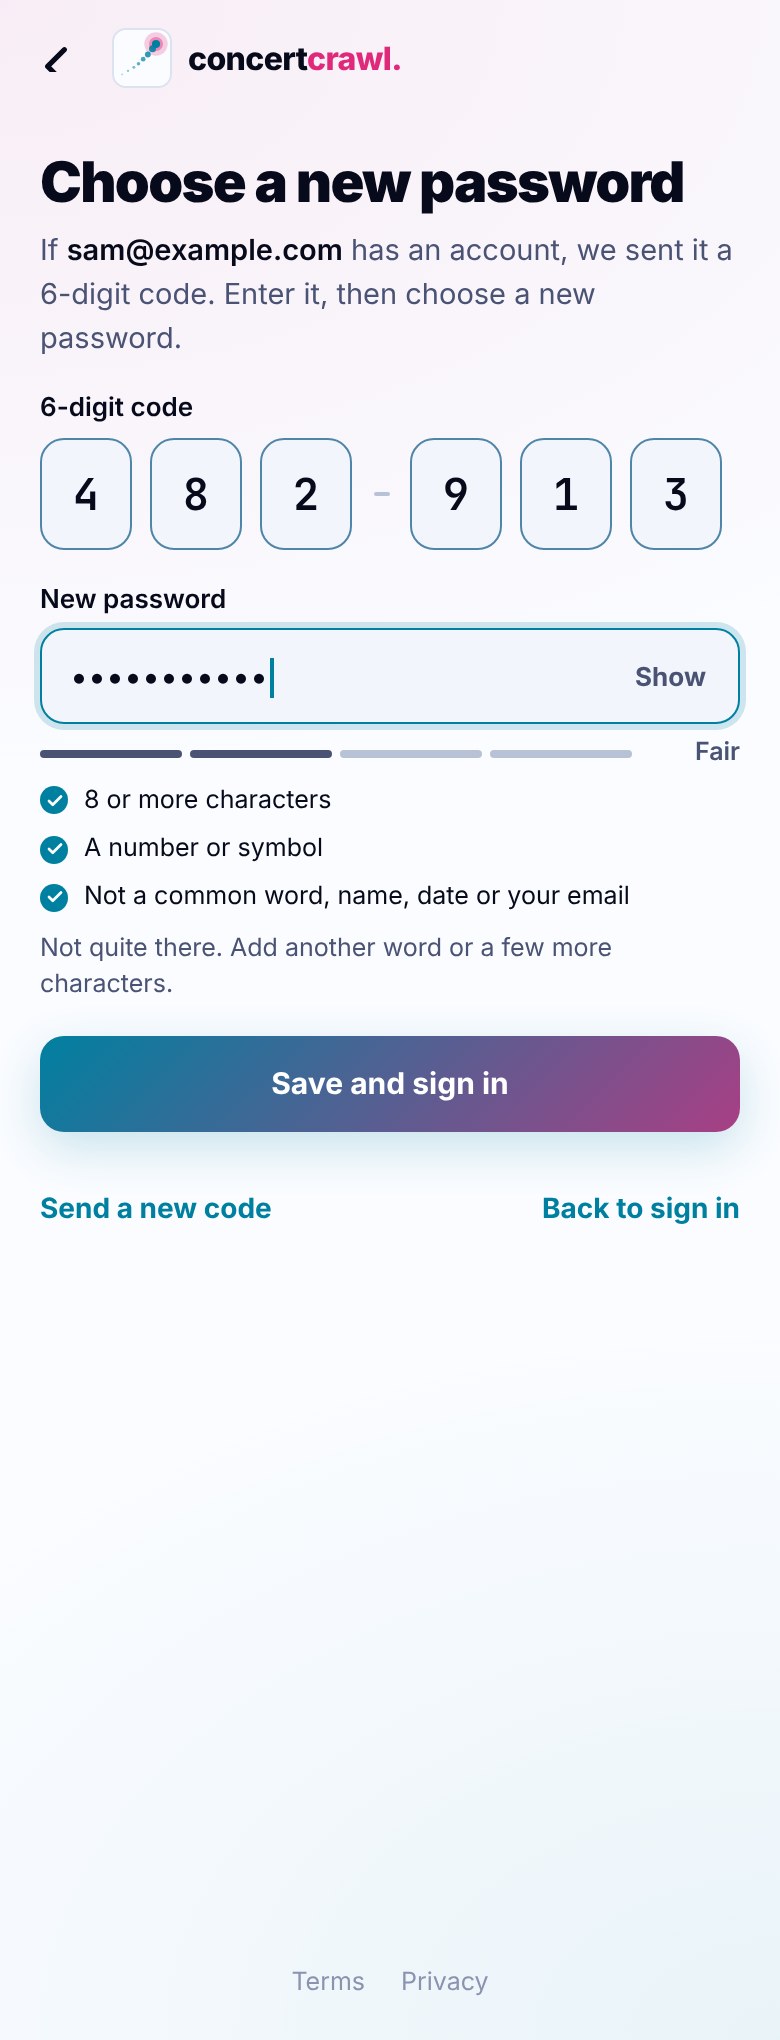 concertcrawl.
Choose a new password
If sam@example.com has an account, we sent it a
6-digit code. Enter it, then choose a new
password.
6-digit code
4 8 2 - 9 1 3
New password
••••••••••• Show
Fair
8 or more characters
A number or symbol
Not a common word, name, date or your email
Not quite there. Add another word or a few more
characters.
Save and sign in
Send a new code Back to sign in
Terms Privacy